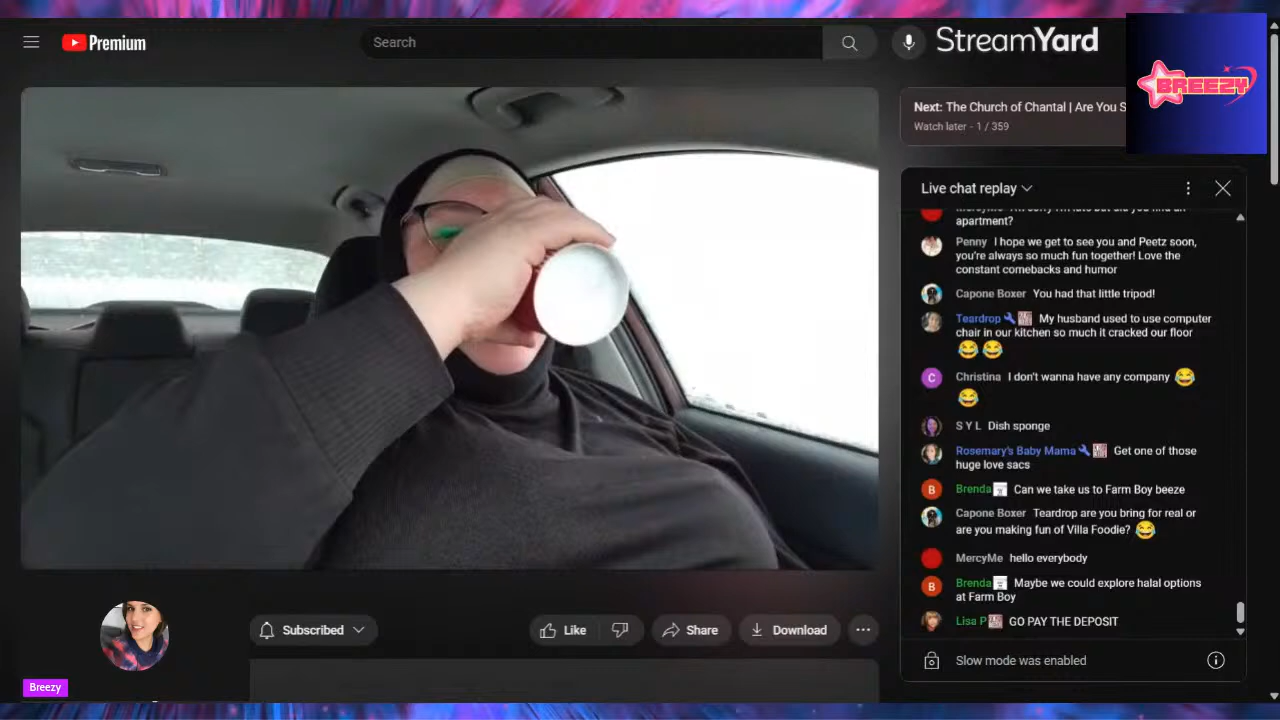 Premium
Search
StreamYard
BREEZY
Next: The Church of Chantal | Are You S
Watch later - 1 / 359
Live chat replay
apartment?
Penny I hope we get to see you and Peetz soon,
you're always so much fun together! Love the
constant comebacks and humor
Capone Boxer You had that little tripod!
Teardrop My husband used to use computer
chair in our kitchen so much it cracked our floor
😂 😂
C Christina I don't wanna have any company 😂
😂
S Y L Dish sponge
Rosemary's Baby Mama Get one of those
huge love sacs
B Brenda Can we take us to Farm Boy beeze
Capone Boxer Teardrop are you bring for real or
are you making fun of Villa Foodie? 😂
MercyMe hello everybody
B Brenda Maybe we could explore halal options
at Farm Boy
Lisa P GO PAY THE DEPOSIT
Slow mode was enabled
Subscribed
Like
Share
Download
Breezy